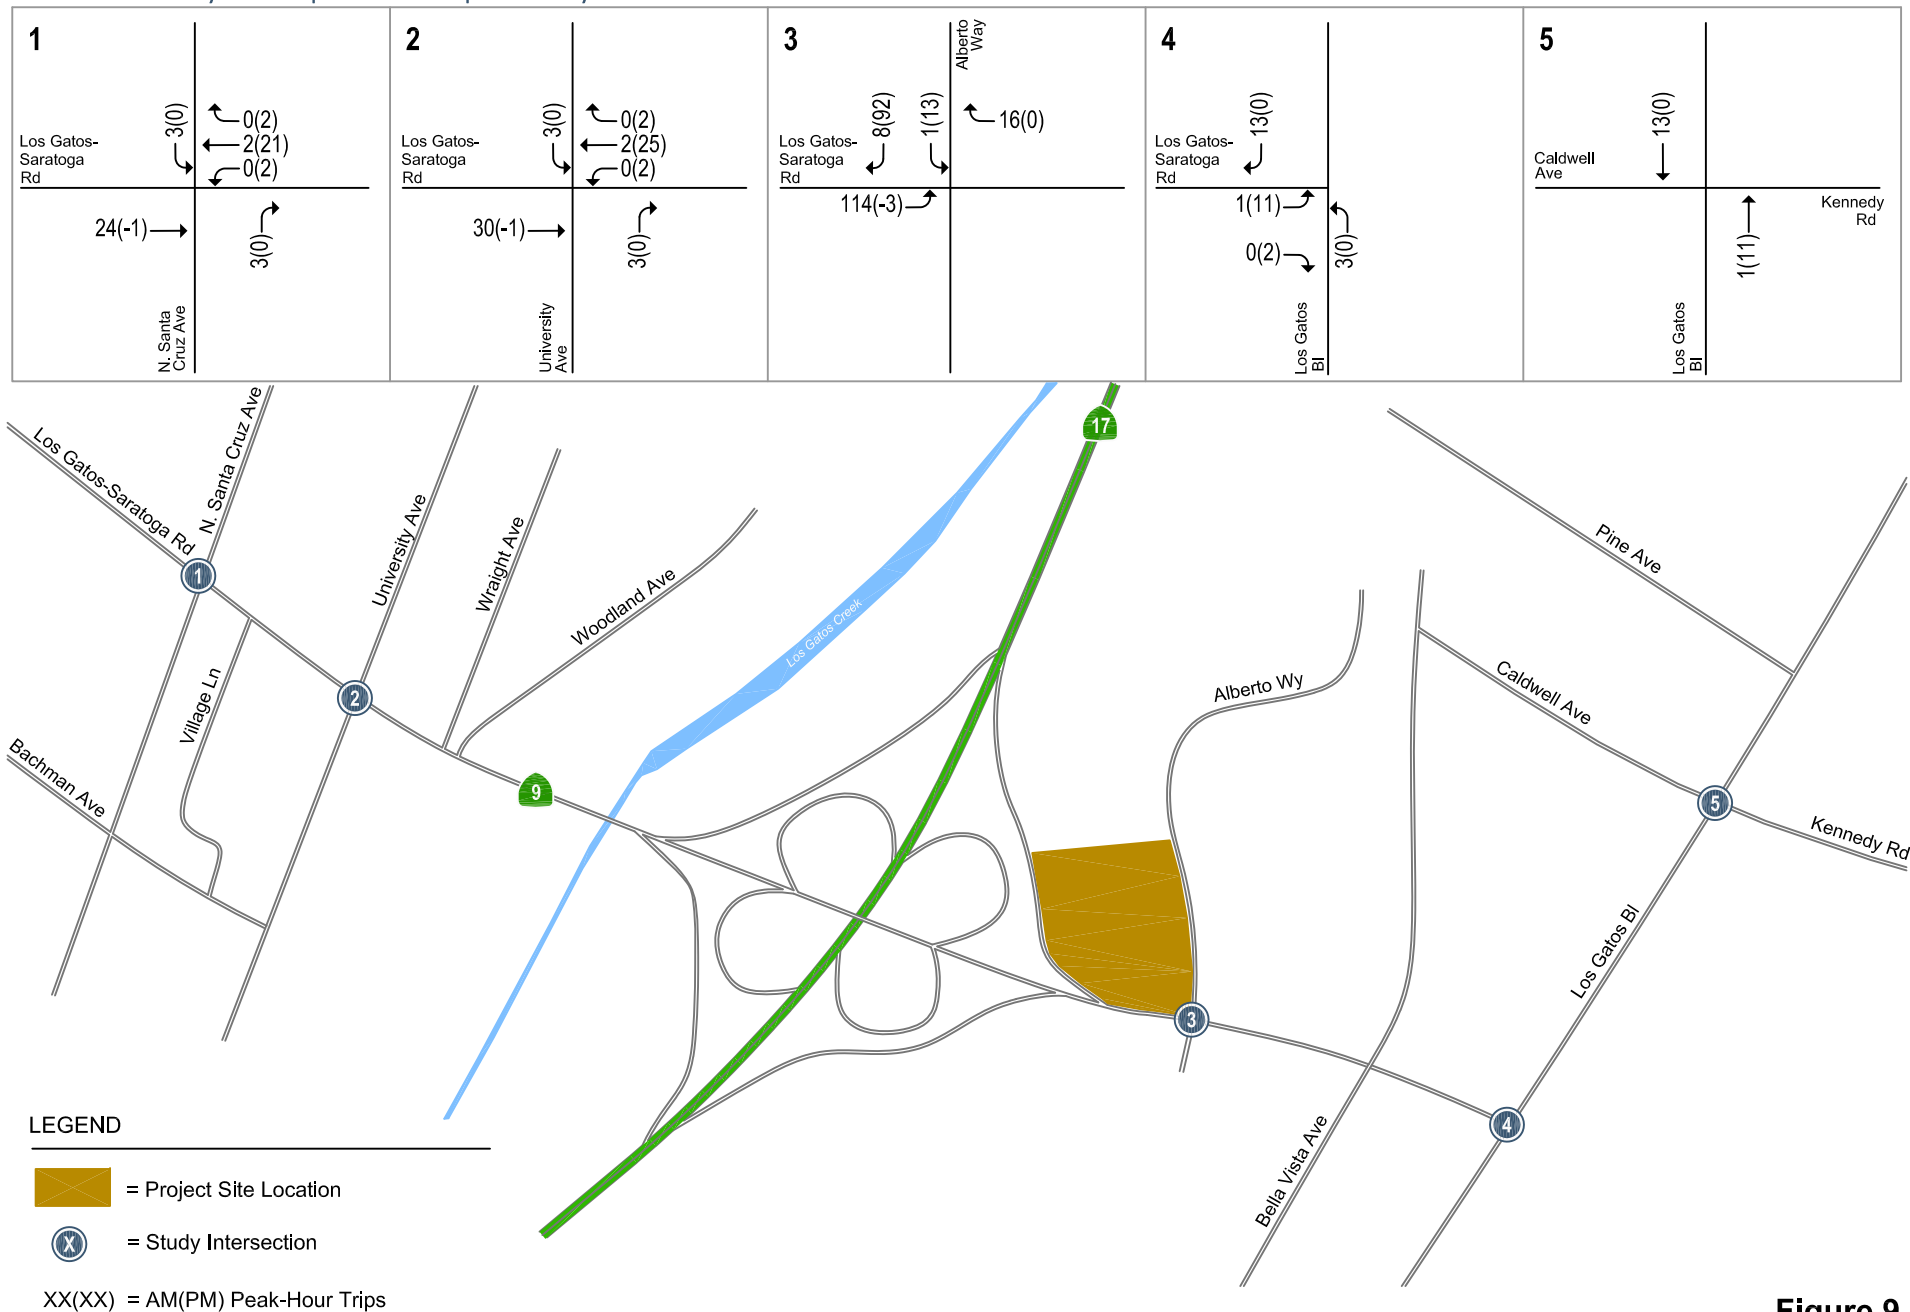 1
3(0)
0(2)
2(21)
0(2)
Los Gatos-
Saratoga
Rd
24(-1)
3(0)
N. Santa
Cruz Ave
2
3(0)
0(2)
2(25)
0(2)
Los Gatos-
Saratoga
Rd
30(-1)
3(0)
University
Ave
3
Alberto
Way
8(92)
1(13)
16(0)
Los Gatos-
Saratoga
Rd
114(-3)
4
13(0)
Los Gatos-
Saratoga
Rd
1(11)
0(2)
3(0)
Los Gatos
Bl
5
13(0)
Caldwell
Ave
Kennedy
Rd
1(11)
Los Gatos
Bl
Los Gatos-Saratoga Rd
N. Santa Cruz Ave
University Ave
Wraight Ave
Woodland Ave
Los Gatos Creek
17
Pine Ave
1
Village Ln
2
Bachman Ave
9
Alberto Wy
Caldwell Ave
5
Kennedy Rd
Los Gatos Bl
3
4
Bella Vista Ave
LEGEND
= Project Site Location
X = Study Intersection
XX(XX) = AM(PM) Peak-Hour Trips
Figure 9